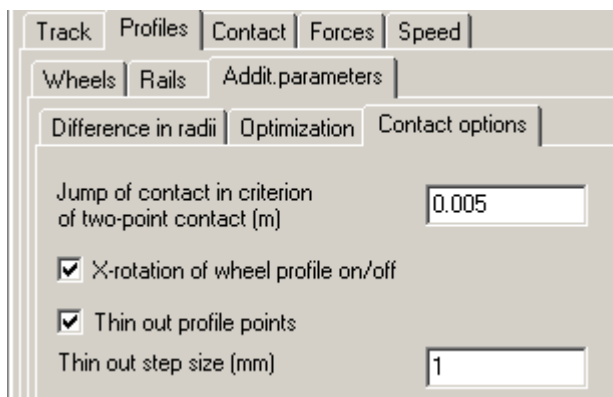 Track Profiles Contact Forces Speed
Wheels Rails Addit.parameters
Difference in radii Optimization Contact options
Jump of contact in criterion
of two-point contact (m)
0.005
X-rotation of wheel profile on/off
Thin out profile points
Thin out step size (mm)
1